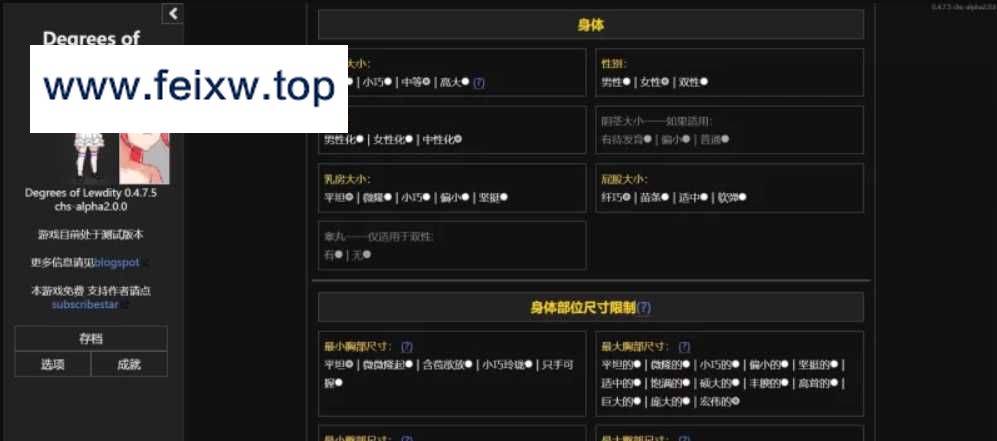 0.4.7.5 chs-alpha2.0.0
Degrees of
www.feixw.top
Degrees of Lewdity 0.4.7.5
chs-alpha2.0.0
游戏目前处于测试版本
更多信息请见blogspot
本游戏免费 支持作者请点
subscribestar
存档
选项
成就
身体
大小:
| 小巧 | 中等 | 高大 (?)
性别:
男性 | 女性 | 双性
男性化 | 女性化 | 中性化
阴茎大小——如果适用:
有待发育 | 偏小 | 普通
乳房大小:
平坦 | 微隆 | 小巧 | 偏小 | 坚挺
屁股大小:
纤巧 | 苗条 | 适中 | 软弹
睾丸——仅适用于双性:
有 | 无
身体部位尺寸限制(?)
最小胸部尺寸: (?)
平坦 | 微微隆起 | 含苞欲放 | 小巧玲珑 | 只手可
握
最大胸部尺寸: (?)
平坦的 | 微隆的 | 小巧的 | 偏小的 | 坚挺的 |
适中的 | 饱满的 | 硕大的 | 丰腴的 | 高耸的 |
巨大的 | 庞大的 | 宏伟的
最小臀部尺寸: (?)
最大臀部尺寸: (?)